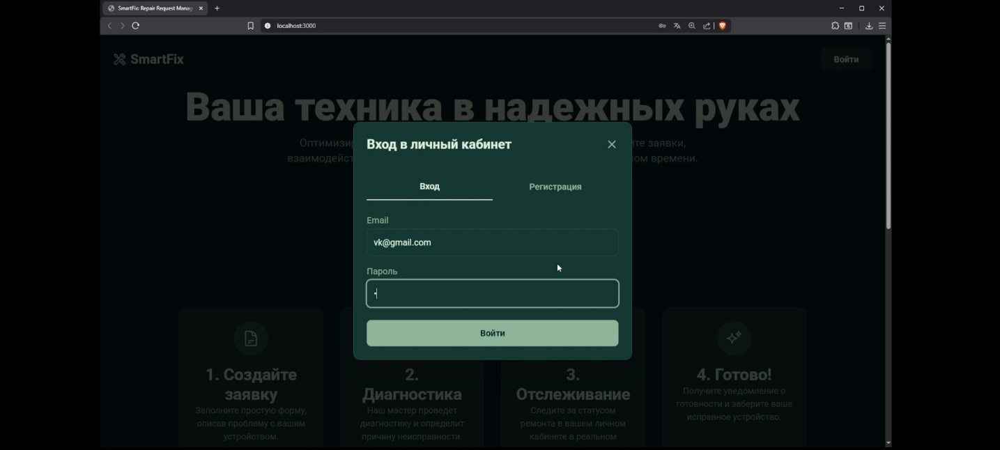 SmartFix Repair Request Manag
localhost:3000
SmartFix
Войти
Ваша техника в надежных руках
Оптимизи те заявки,
взаимодейст ом времени.
Вход в личный кабинет
Вход
Регистрация
Email
vk@gmail.com
Пароль
Войти
1. Создайте
заявку
Заполните простую форму,
описав проблему с вашим
устройством.
2.
Диагностика
Наш мастер проведет
диагностику и определит
причину неисправности.
3.
Отслеживание
Следите за статусом
ремонта в вашем личном
кабинете в реальном
4. Готово!
Получите уведомление о
готовности и заберите ваше
исправное устройство.